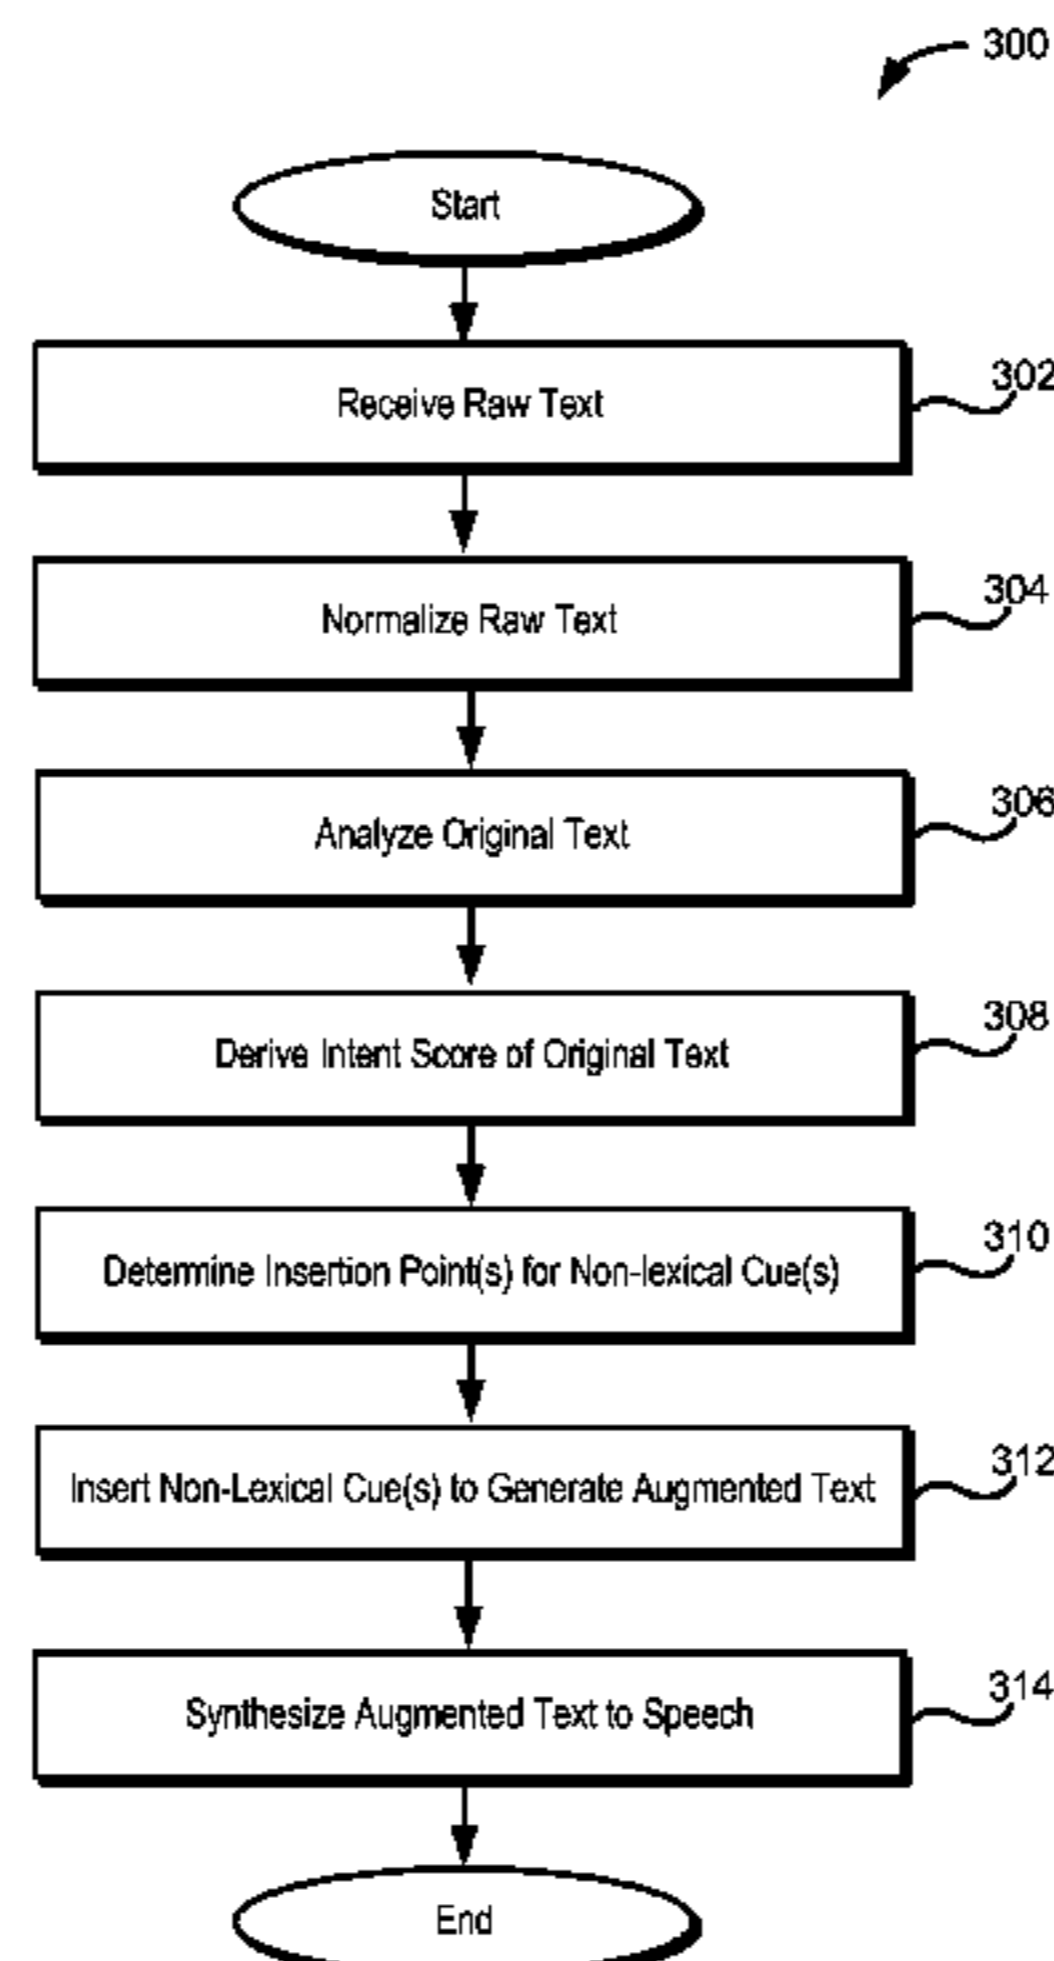 300
Start
Receive Raw Text
302
Normalize Raw Text
304
Analyze Original Text
306
Derive Intent Score of Original Text
308
Determine Insertion Point(s) for Non-lexical Cue(s)
310
Insert Non-Lexical Cue(s) to Generate Augmented Text
312
Synthesize Augmented Text to Speech
314
End